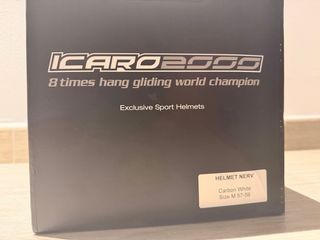 ICARO2000
8 times hang gliding world champion
Exclusive Sport Helmets
HELMET NERV
Carbon White
Size M 57-58